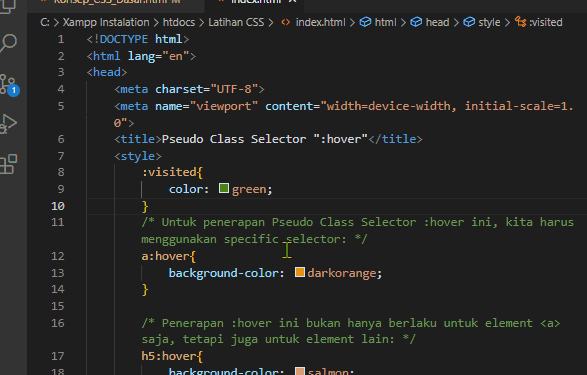 Konsep_CSS_Dasar.html M index.html
C: > Xampp Instalation > htdocs > Latihan CSS > <> index.html > html > head > style > :visited
1 <!DOCTYPE html>
2 <html lang="en">
3 <head>
4 <meta charset="UTF-8">
5 <meta name="viewport" content="width=device-width, initial-scale=1.
0">
6 <title>Pseudo Class Selector ":hover"</title>
7 <style>
8 :visited{
9 color: green;
10 }
11 /* Untuk penerapan Pseudo Class Selector :hover ini, kita harus
menggunakan specific selector: */
12 a:hover{
13 background-color: darkorange;
14 }
15
16 /* Penerapan :hover ini bukan hanya berlaku untuk element <a>
saja, tetapi juga untuk element lain: */
17 h5:hover{
18 background-color: salmon;
1